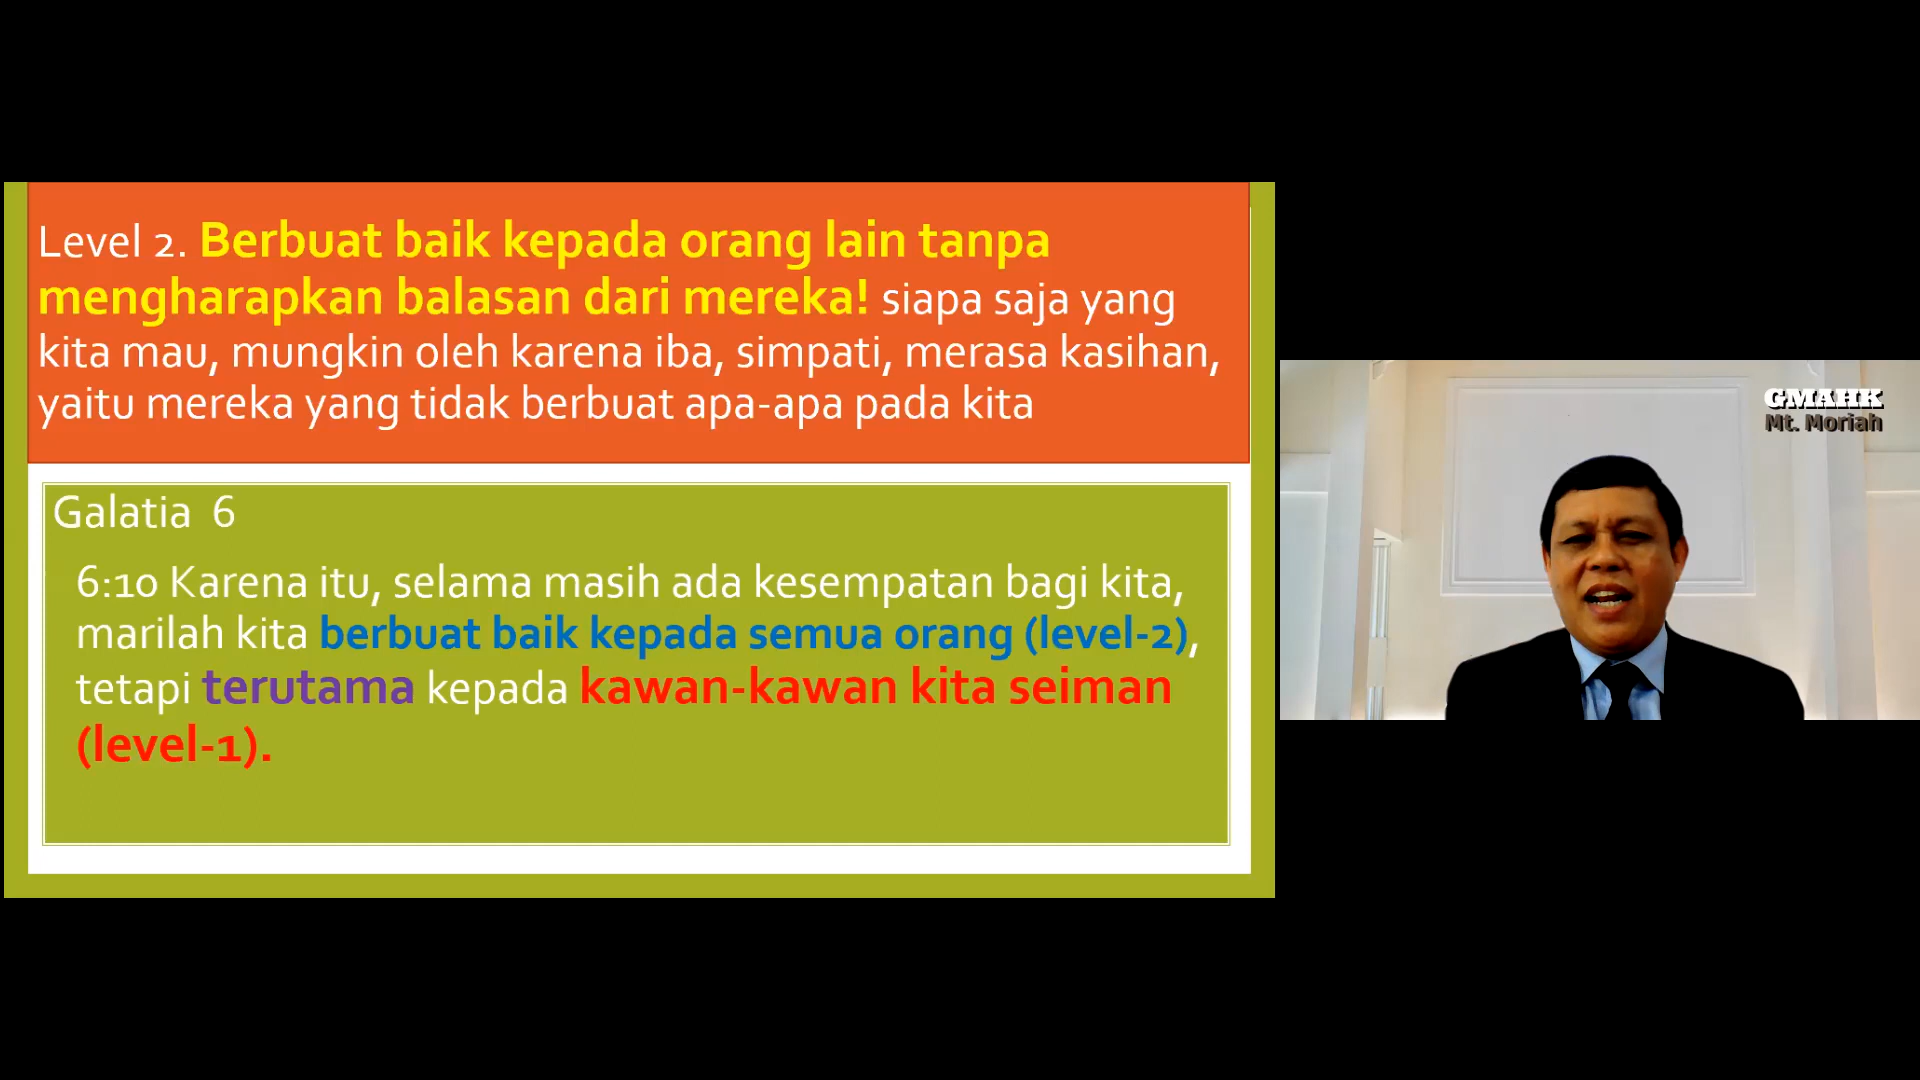 Level 2. Berbuat baik kepada orang lain tanpa
mengharapkan balasan dari mereka! siapa saja yang
kita mau, mungkin oleh karena iba, simpati, merasa kasihan,
yaitu mereka yang tidak berbuat apa-apa pada kita
Galatia 6
6:10 Karena itu, selama masih ada kesempatan bagi kita,
marilah kita berbuat baik kepada semua orang (level-2),
tetapi terutama kepada kawan-kawan kita seiman
(level-1).
GMAHK
Mt. Moriah